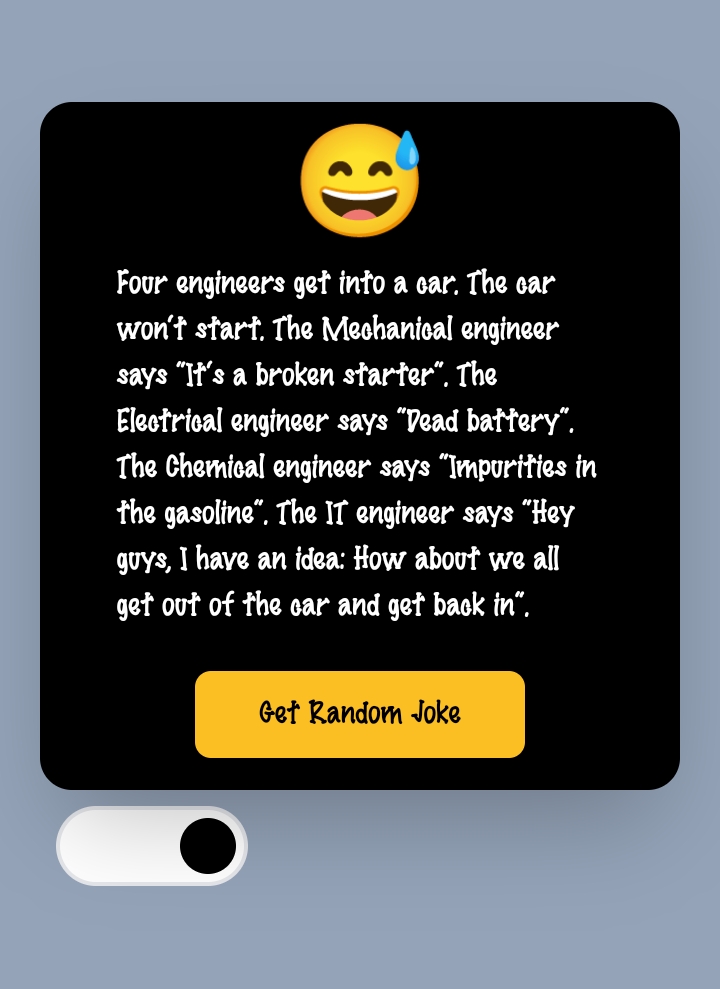 Four engineers get into a car. The car
won't start. The Mechanical engineer
says "It's a broken starter". The
Electrical engineer says "Dead battery".
The Chemical engineer says "Impurities in
the gasoline". The IT engineer says "Hey
guys, I have an idea: How about we all
get out of the car and get back in".
Get Random Joke